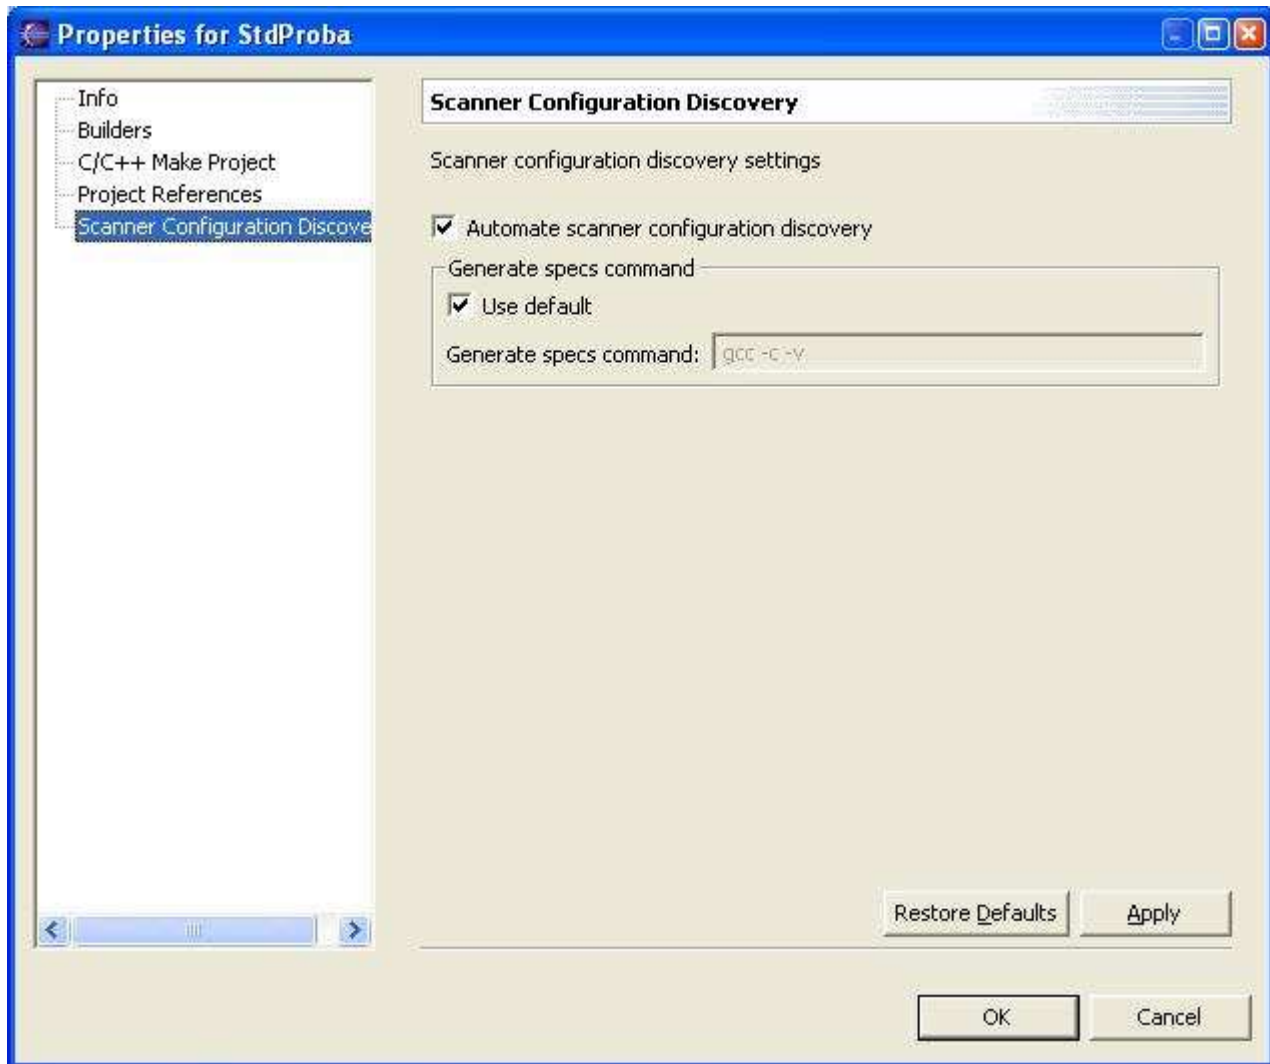 Properties for StdProba
Info
Builders
C/C++ Make Project
Project References
Scanner Configuration Discove
Scanner Configuration Discovery
Scanner configuration discovery settings
Automate scanner configuration discovery
Generate specs command
Use default
Generate specs command: gcc -c -v
Restore Defaults Apply
OK Cancel